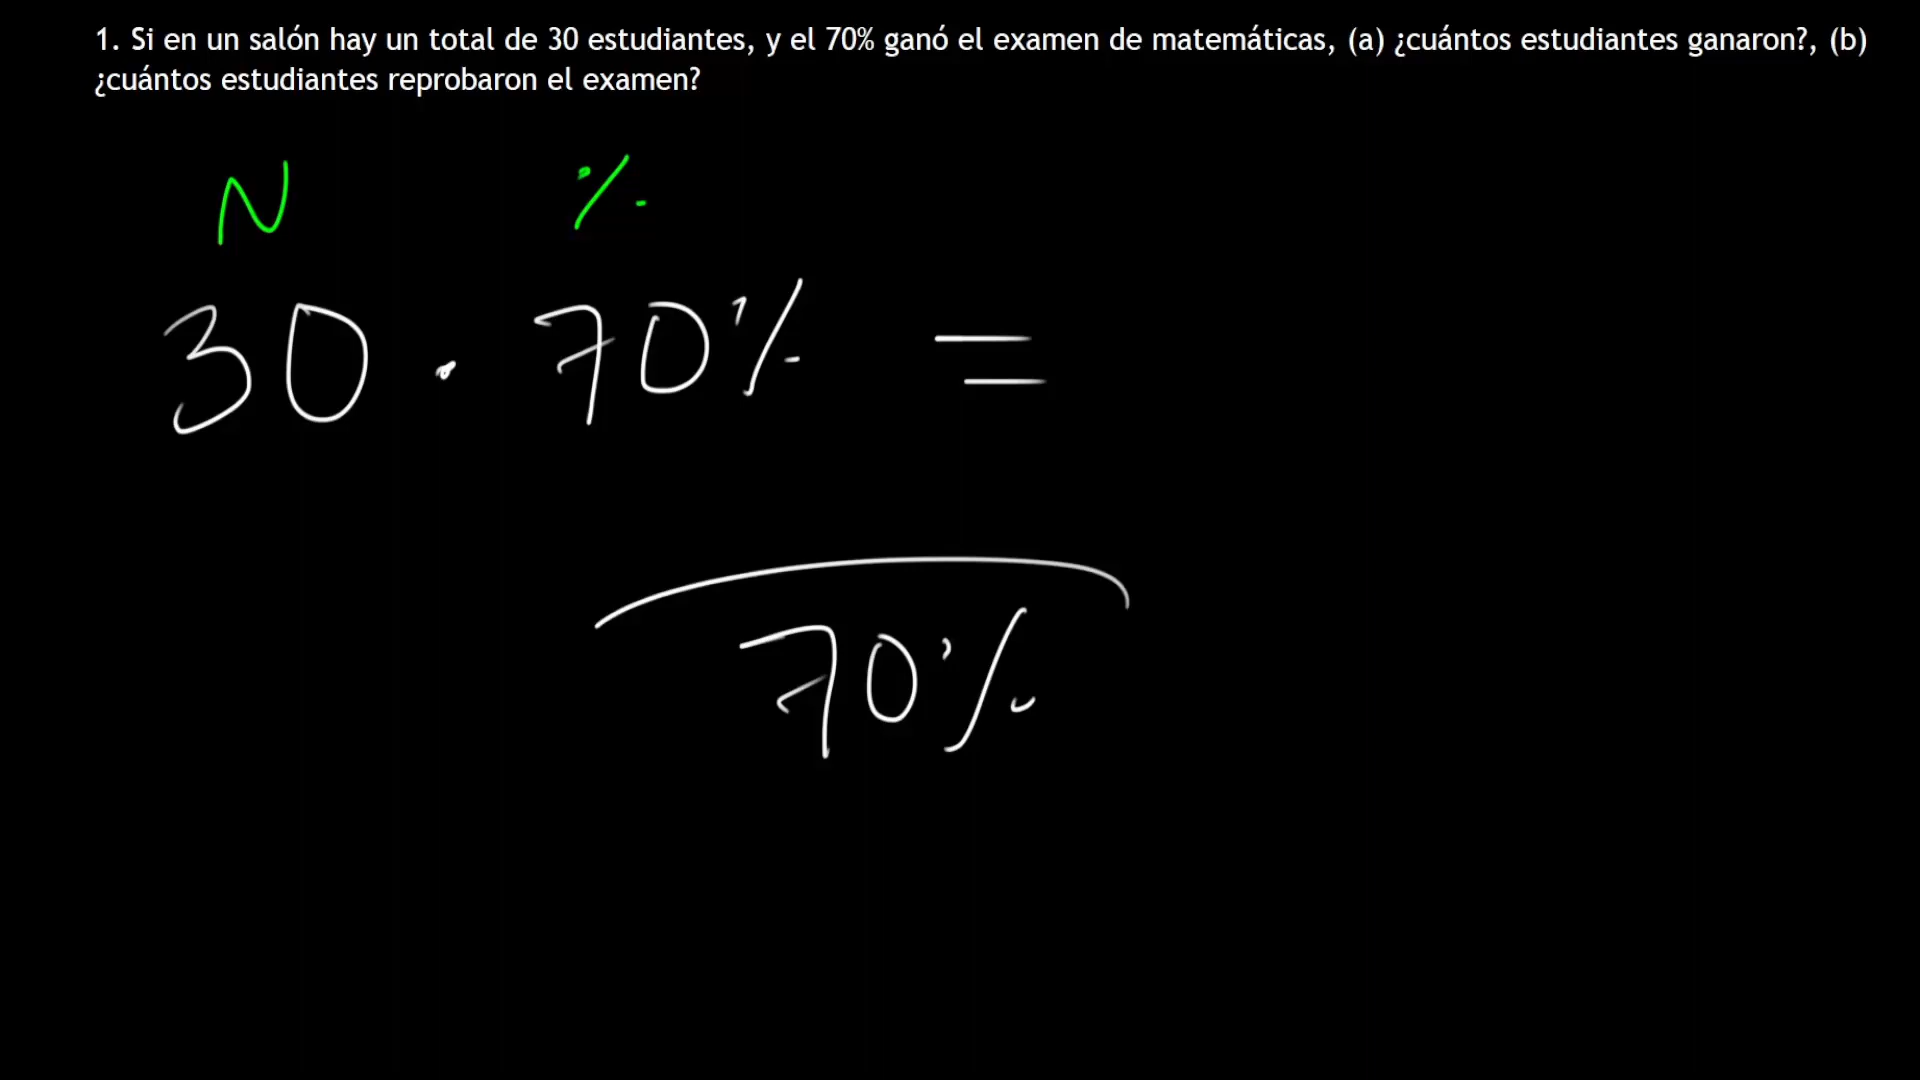 1. Si en un salón hay un total de 30 estudiantes, y el 70% ganó el examen de matemáticas, (a) ¿cuántos estudiantes ganaron?, (b)
¿cuántos estudiantes reprobaron el examen?
N %
30 · 70% =
70%